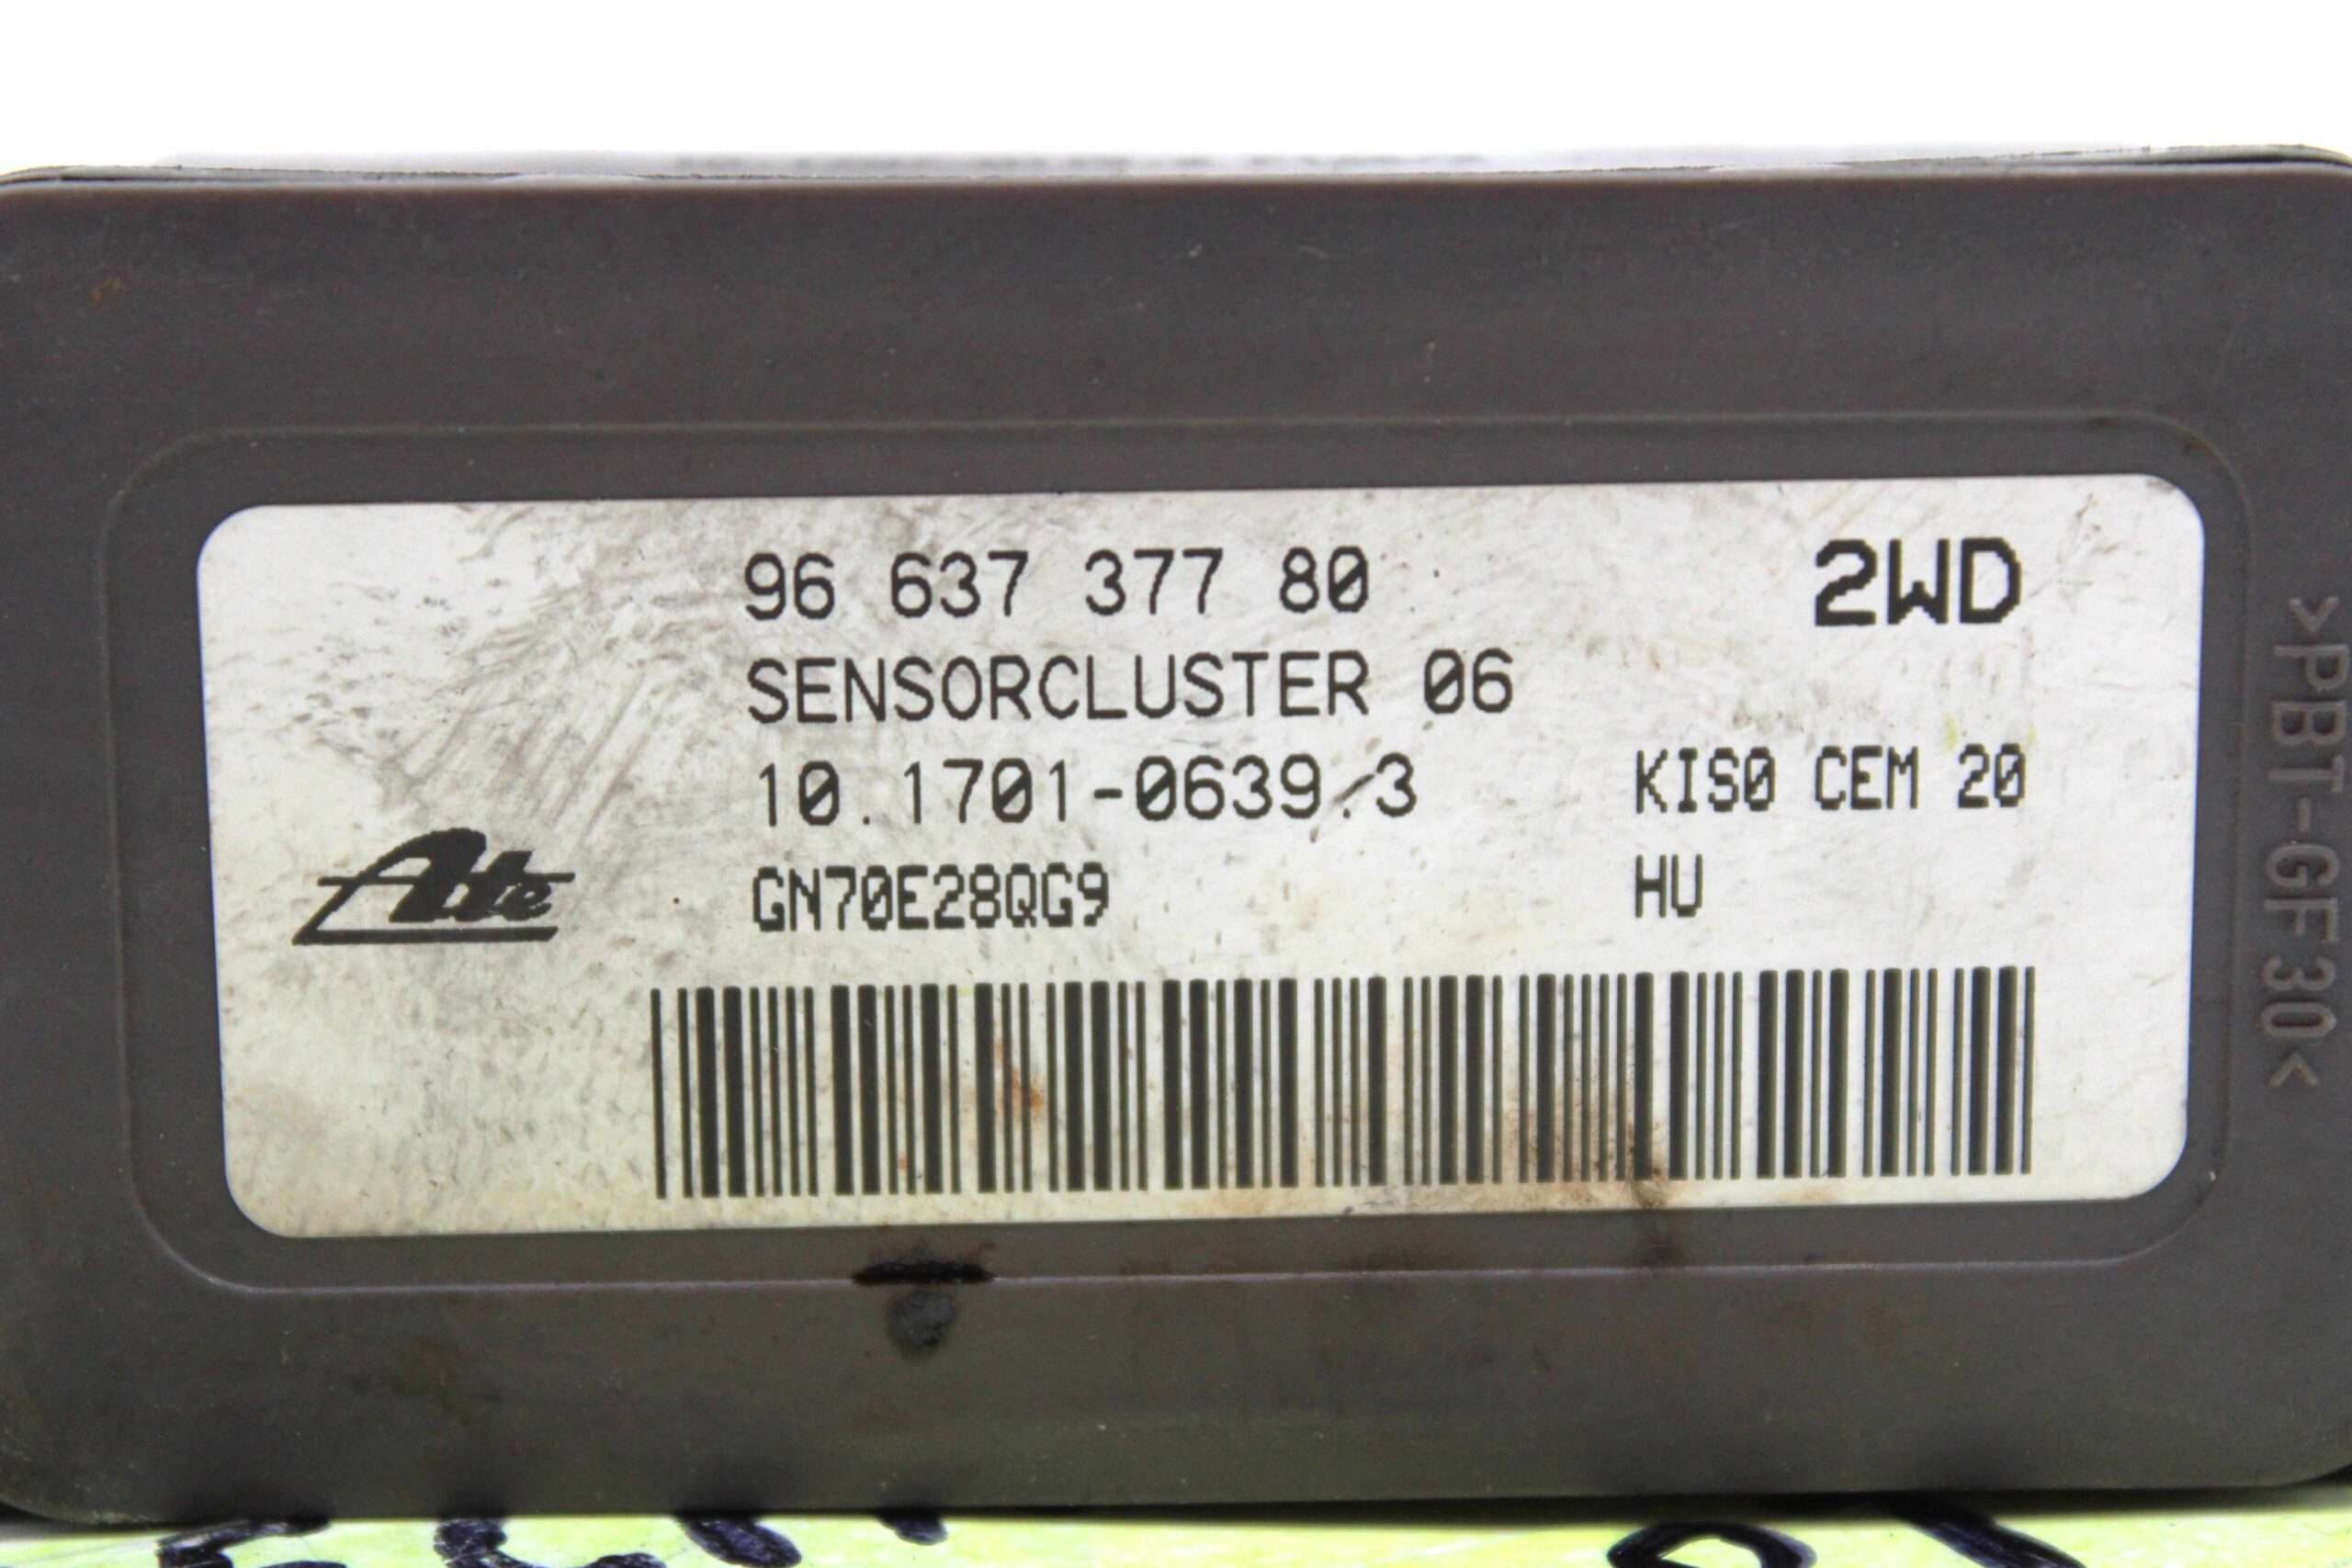 96 637 377 80 2WD
SENSORCLUSTER 06
10.1701-0639.3 KIS0 CEM 20
Ate GN70E28QG9 HU
>PBT-GF30<